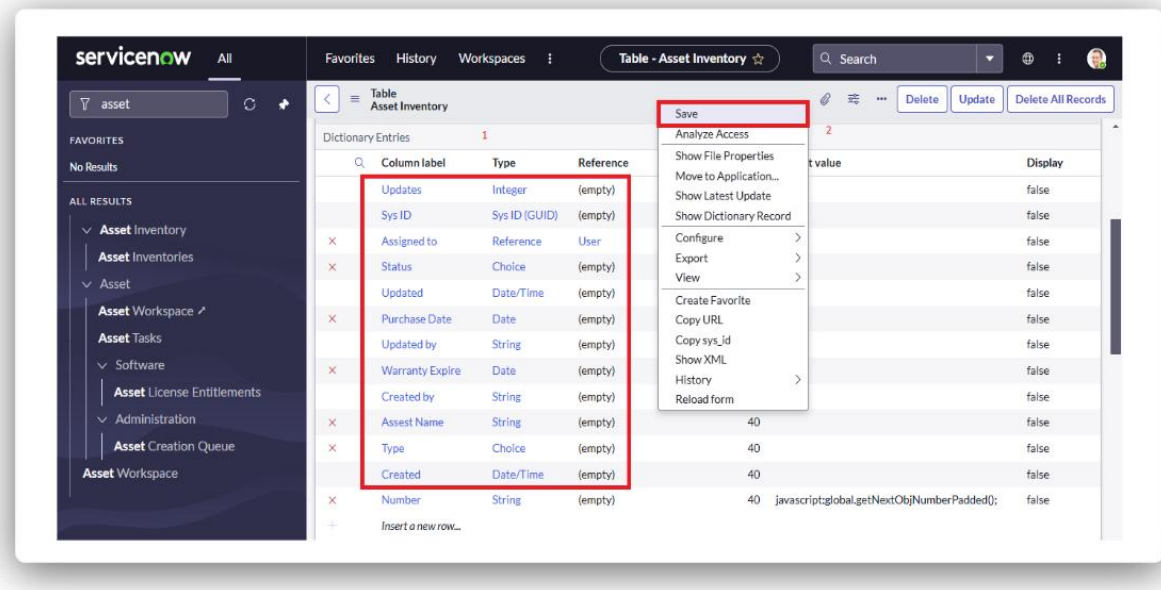 servicenow All Favorites History Workspaces Table - Asset Inventory Search
asset
FAVORITES
No Results
ALL RESULTS
Asset Inventory
Asset Inventories
Asset
Asset Workspace
Asset Tasks
Software
Asset License Entitlements
Administration
Asset Creation Queue
Asset Workspace
Table
Asset Inventory
Delete Update Delete All Records
Dictionary Entries 1 2
Column label Type Reference t value Display
Updates Integer (empty) false
Sys ID Sys ID (GUID) (empty) false
Assigned to Reference User false
Status Choice (empty) false
Updated Date/Time (empty) false
Purchase Date Date (empty) false
Updated by String (empty) false
Warranty Expire Date (empty) false
Created by String (empty) false
Assest Name String (empty) 40 false
Type Choice (empty) 40 false
Created Date/Time (empty) 40 false
Number String (empty) 40 javascript:global.getNextObjNumberPadded(); false
Insert a new row...
Save
Analyze Access
Show File Properties
Move to Application...
Show Latest Update
Show Dictionary Record
Configure
Export
View
Create Favorite
Copy URL
Copy sys_id
Show XML
History
Reload form